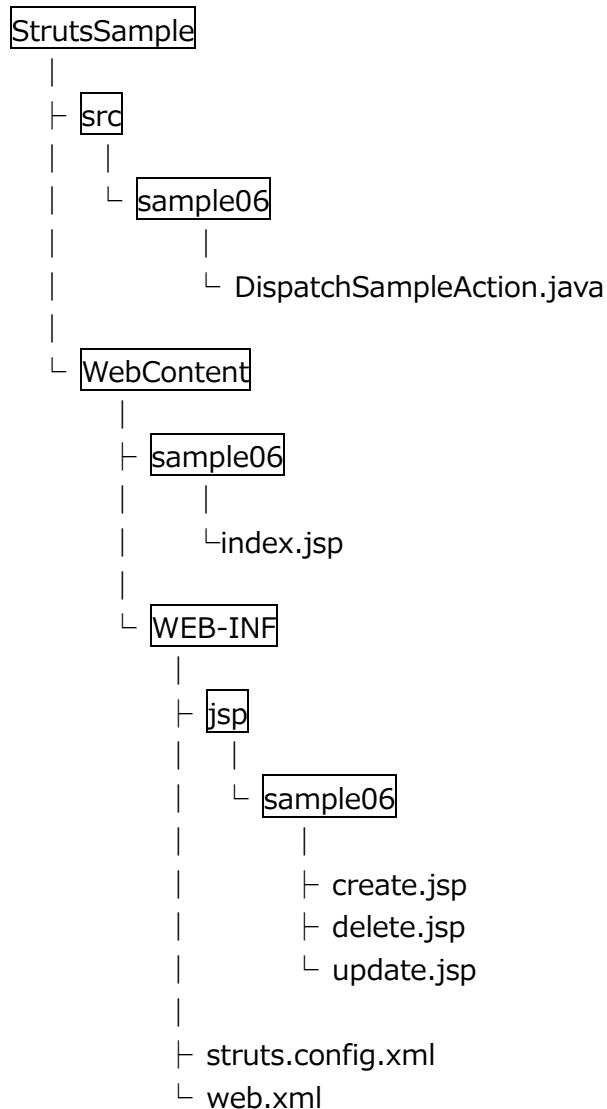 StrutsSample
src
sample06
DispatchSampleAction.java
WebContent
sample06
index.jsp
WEB-INF
jsp
sample06
create.jsp
delete.jsp
update.jsp
struts.config.xml
web.xml